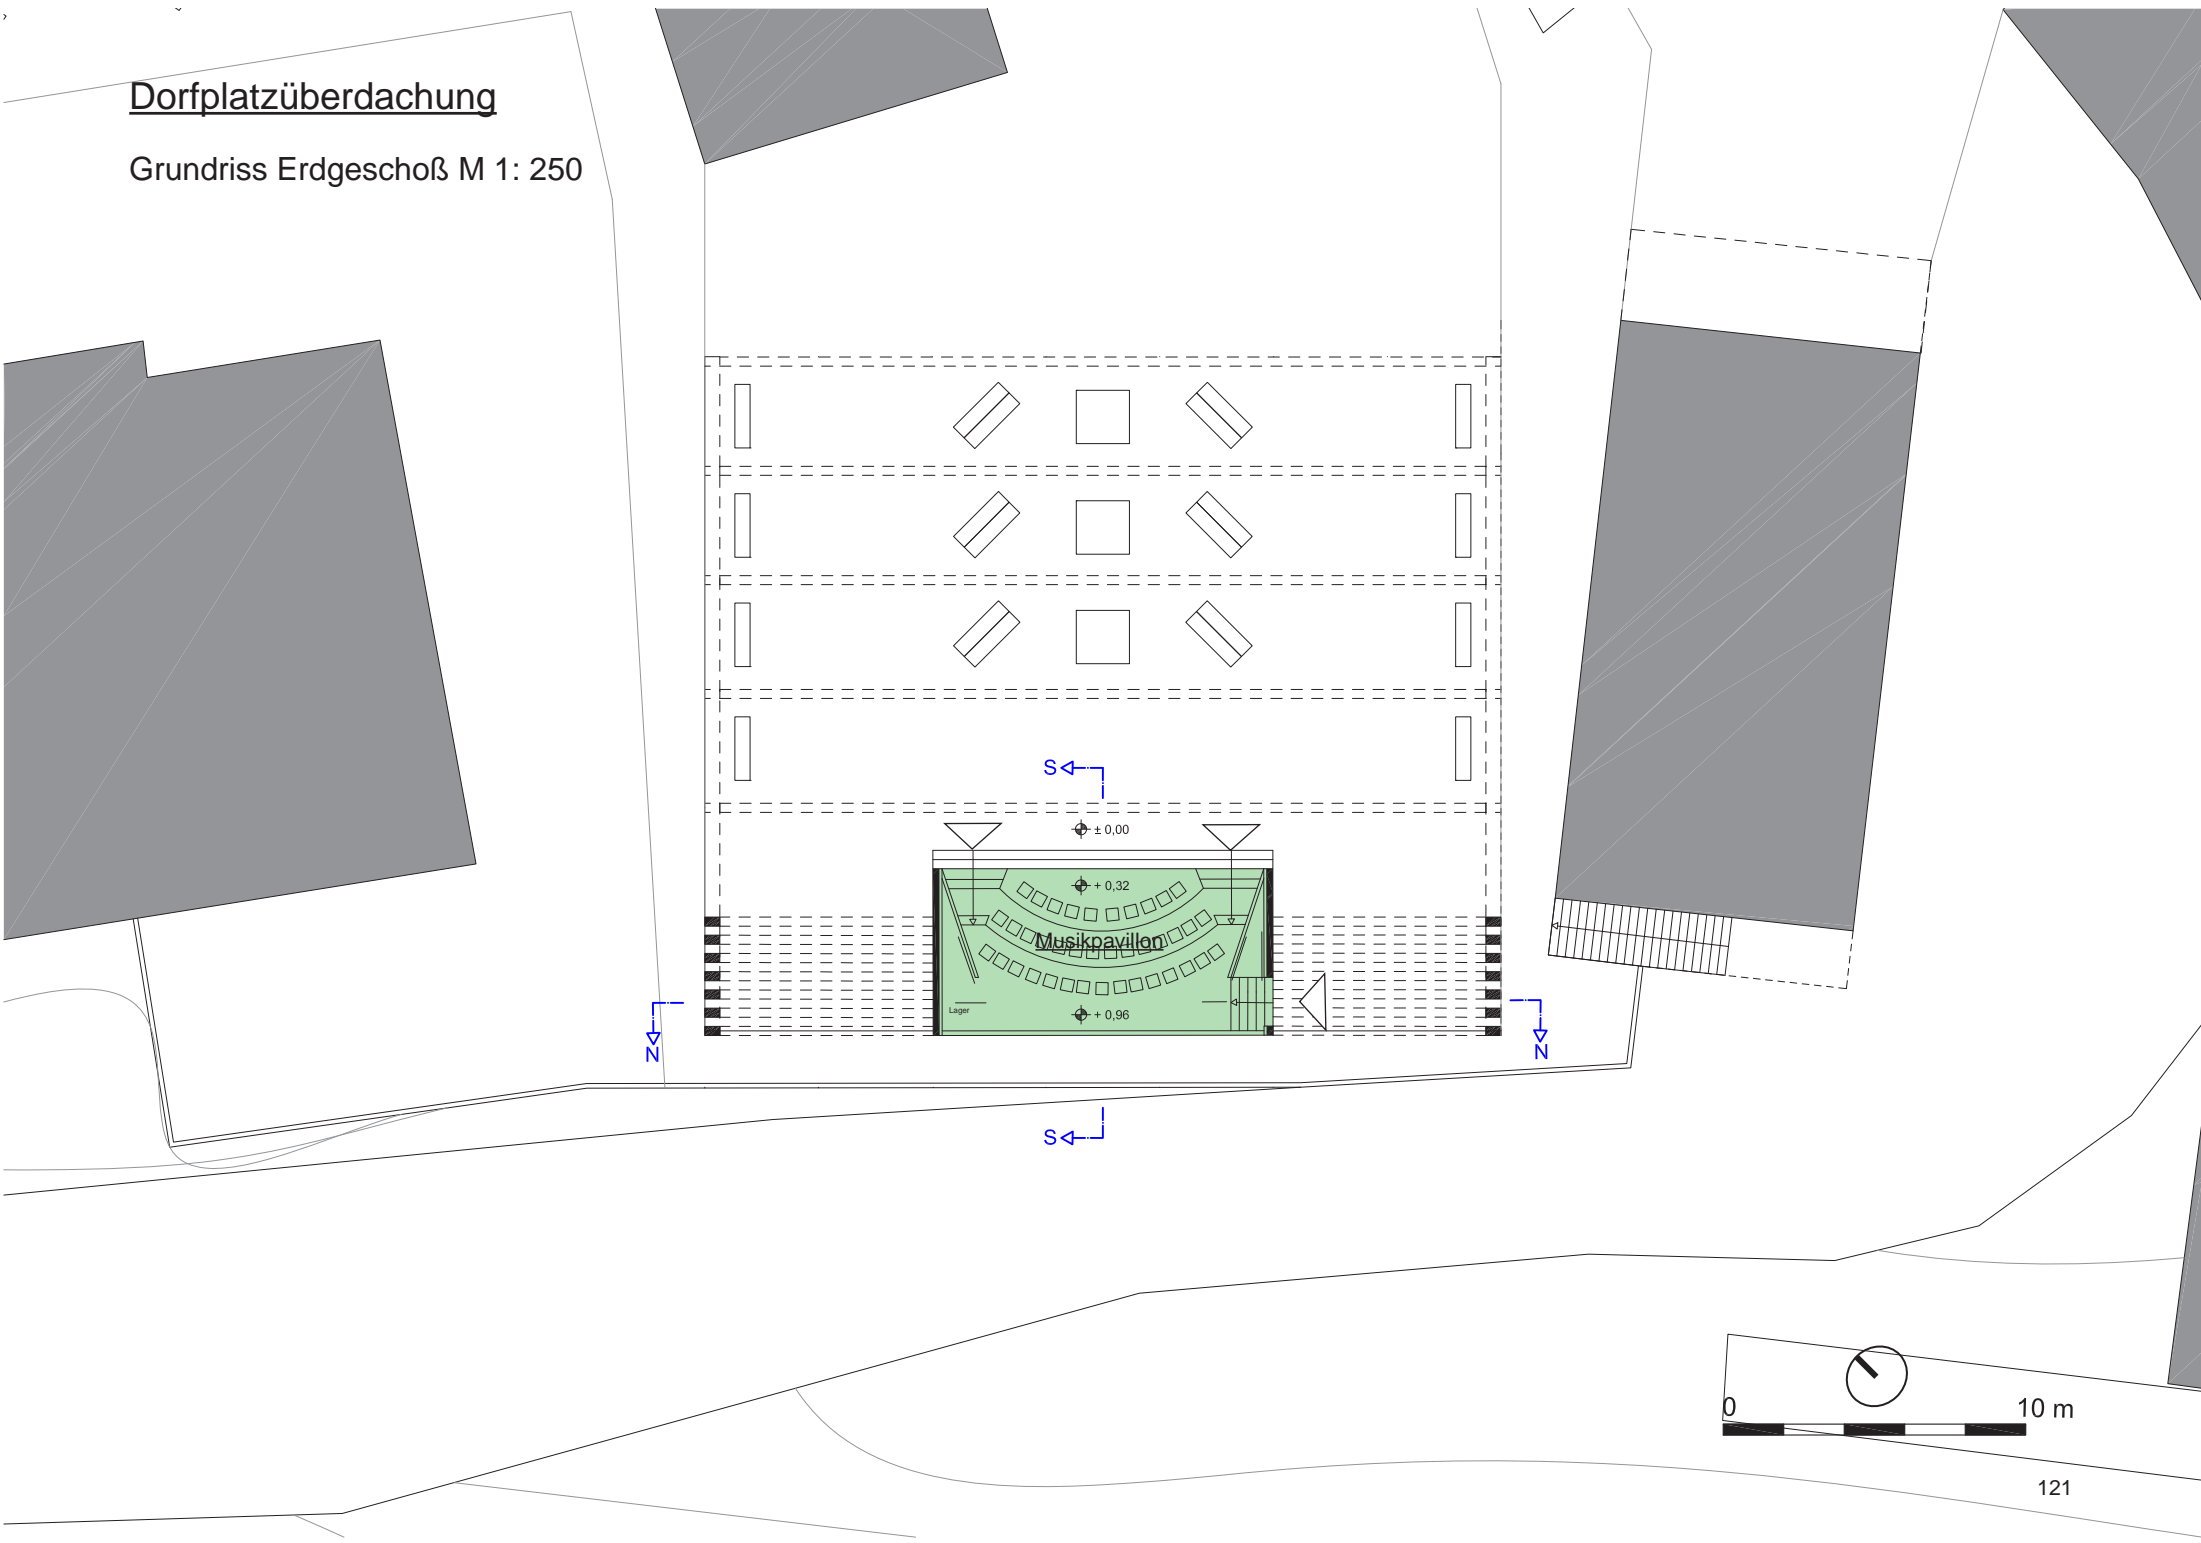 Dorfplatzüberdachung
Grundriss Erdgeschoß M 1: 250
S
± 0,00
+ 0,32
Musikpavillon
Lager
+ 0,96
N
N
S
0
10 m
121